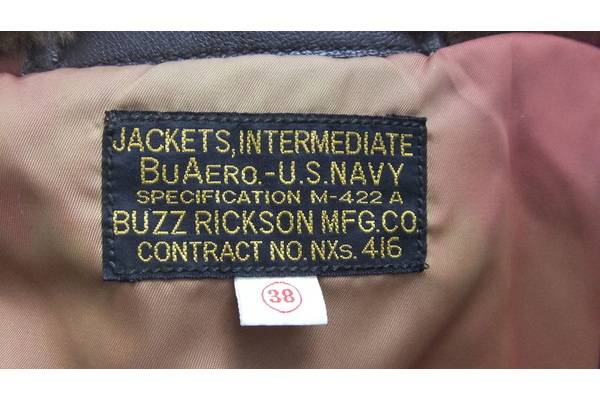 JACKETS, INTERMEDIATE
BUAERO.-U.S. NAVY
SPECIFICATION M-422 A
BUZZ RICKSON MFG.CO.
CONTRACT NO. NXs. 416
38